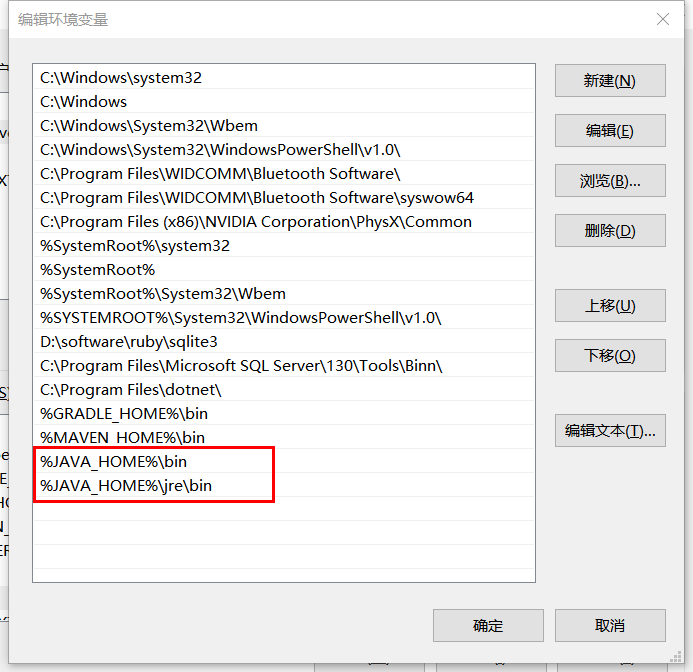 编辑环境变量
C:\Windows\system32
C:\Windows
C:\Windows\System32\Wbem
C:\Windows\System32\WindowsPowerShell\v1.0\
C:\Program Files\WIDCOMM\Bluetooth Software\
C:\Program Files\WIDCOMM\Bluetooth Software\syswow64
C:\Program Files (x86)\NVIDIA Corporation\PhysX\Common
%SystemRoot%\system32
%SystemRoot%
%SystemRoot%\System32\Wbem
%SYSTEMROOT%\System32\WindowsPowerShell\v1.0\
D:\software\ruby\sqlite3
C:\Program Files\Microsoft SQL Server\130\Tools\Binn\
C:\Program Files\dotnet\
%GRADLE_HOME%\bin
%MAVEN_HOME%\bin
%JAVA_HOME%\bin
%JAVA_HOME%\jre\bin
新建(N)
编辑(E)
浏览(B)...
删除(D)
上移(U)
下移(O)
编辑文本(T)...
确定
取消